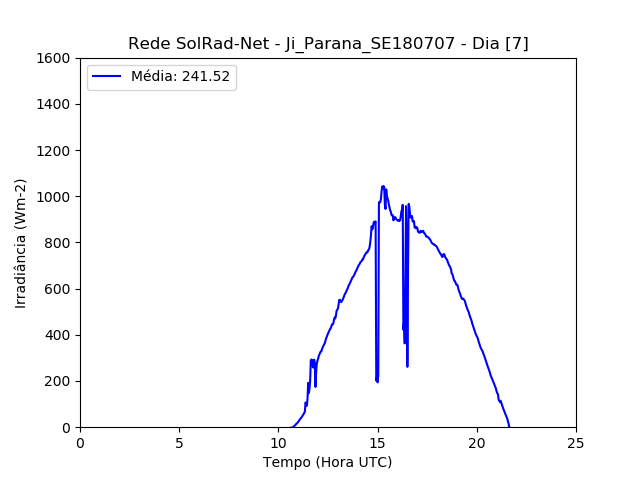 Rede SolRad-Net - Ji_Parana_SE180707 - Dia [7]
Média: 241.52
1600
1400
1200
1000
800
600
400
200
0
0 5 10 15 20 25
Irradiância (Wm-2)
Tempo (Hora UTC)